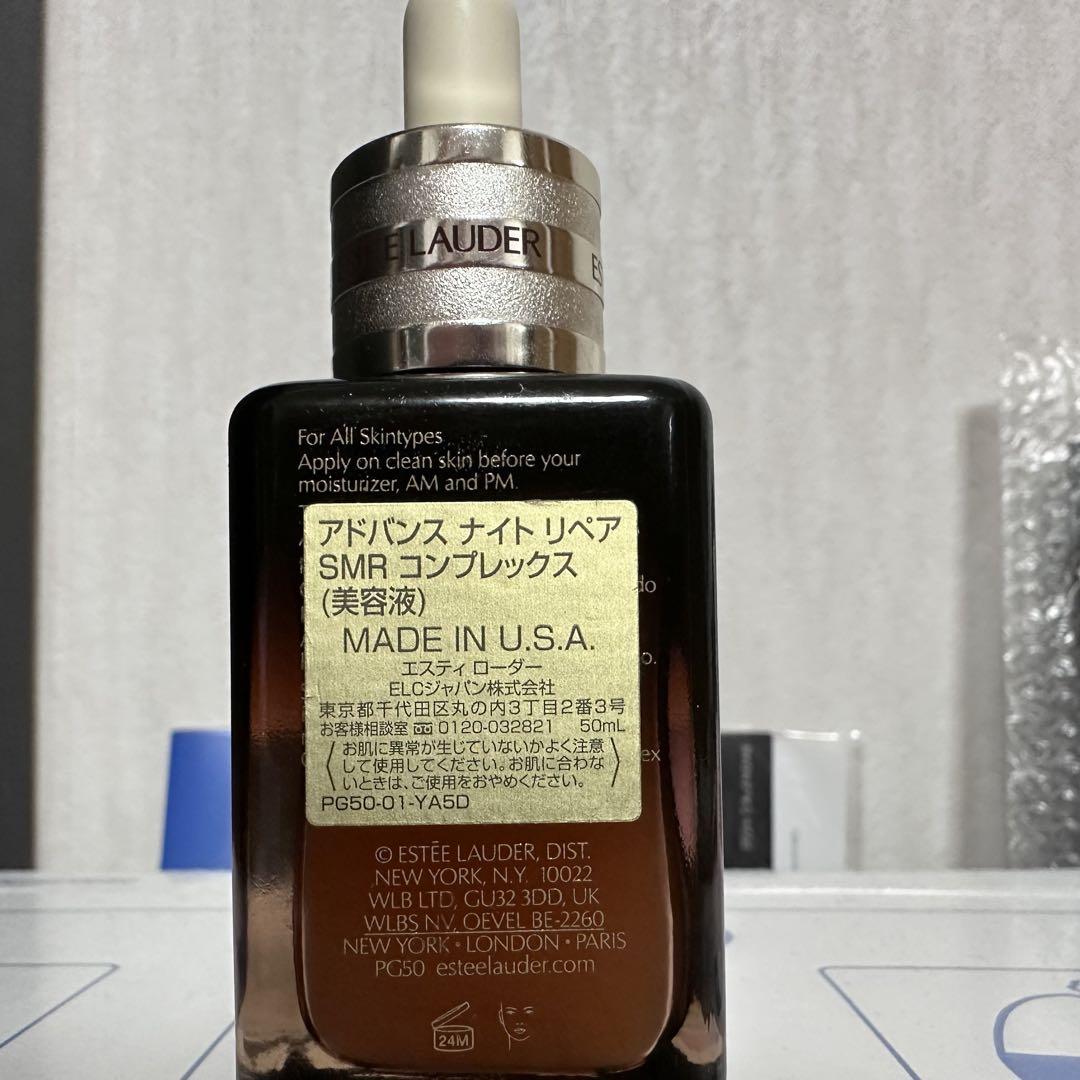 LAUDER
For All Skintypes
Apply on clean skin before your
moisturizer, AM and PM.
アドバンス ナイト リペア
SMR コンプレックス
(美容液)
MADE IN U.S.A.
エスティ ローダー
ELCジャパン株式会社
東京都千代田区丸の内3丁目2番3号
お客様相談室 0120-032821 50mL
お肌に異常が生じていないかよく注意
して使用してください。お肌に合わな
いときは、ご使用をおやめください。
PG50-01-YA5D
© ESTĒE LAUDER, DIST.
NEW YORK, N.Y. 10022
WLB LTD, GU32 3DD, UK
WLBS NV, OEVEL BE-2260
NEW YORK • LONDON • PARIS
PG50 esteelauder.com
24M